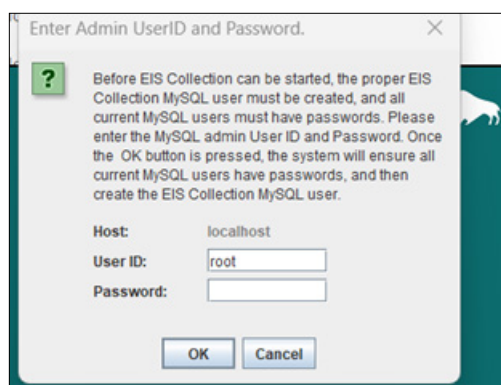 Enter Admin UserID and Password.
?
Before EIS Collection can be started, the proper EIS
Collection MySQL user must be created, and all
current MySQL users must have passwords. Please
enter the MySQL admin User ID and Password. Once
the OK button is pressed, the system will ensure all
current MySQL users have passwords, and then
create the EIS Collection MySQL user.
Host: localhost
User ID: root
Password:
OK Cancel